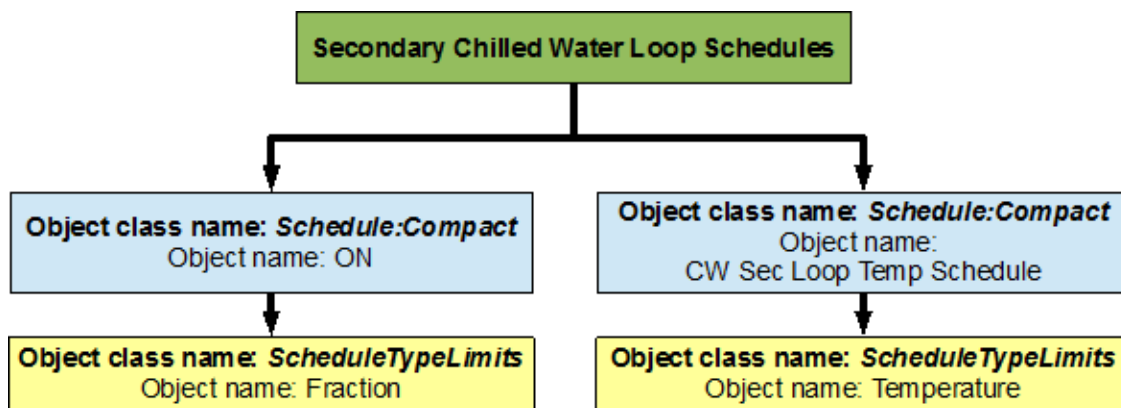 Secondary Chilled Water Loop Schedules
Object class name: Schedule:Compact
Object name: ON
Object class name: Schedule:Compact
Object name:
CW Sec Loop Temp Schedule
Object class name: ScheduleTypeLimits
Object name: Fraction
Object class name: ScheduleTypeLimits
Object name: Temperature